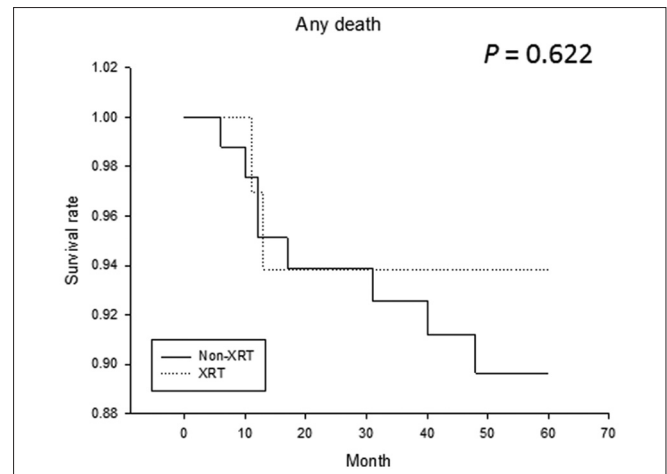 Any death
P = 0.622
1.02
1.00
0.98
0.96
0.94
0.92
0.90
0.88
Survival rate
Non-XRT
XRT
0 10 20 30 40 50 60 70
Month